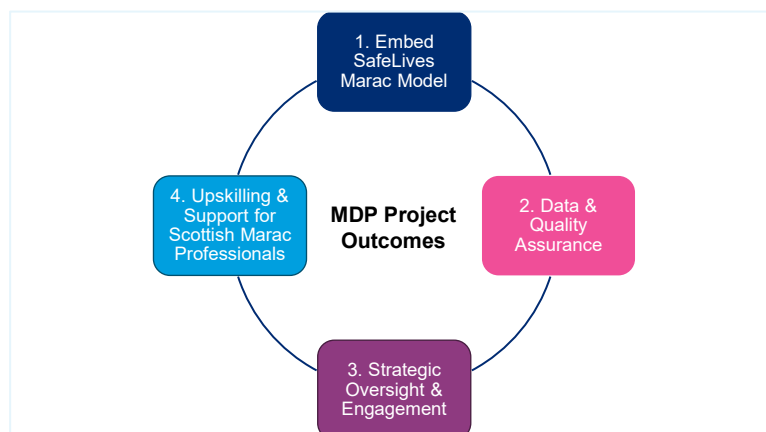 1. Embed
SafeLives
Marac Model
4. Upskilling &
Support for
Scottish Marac
Professionals
MDP Project
Outcomes
2. Data &
Quality
Assurance
3. Strategic
Oversight &
Engagement